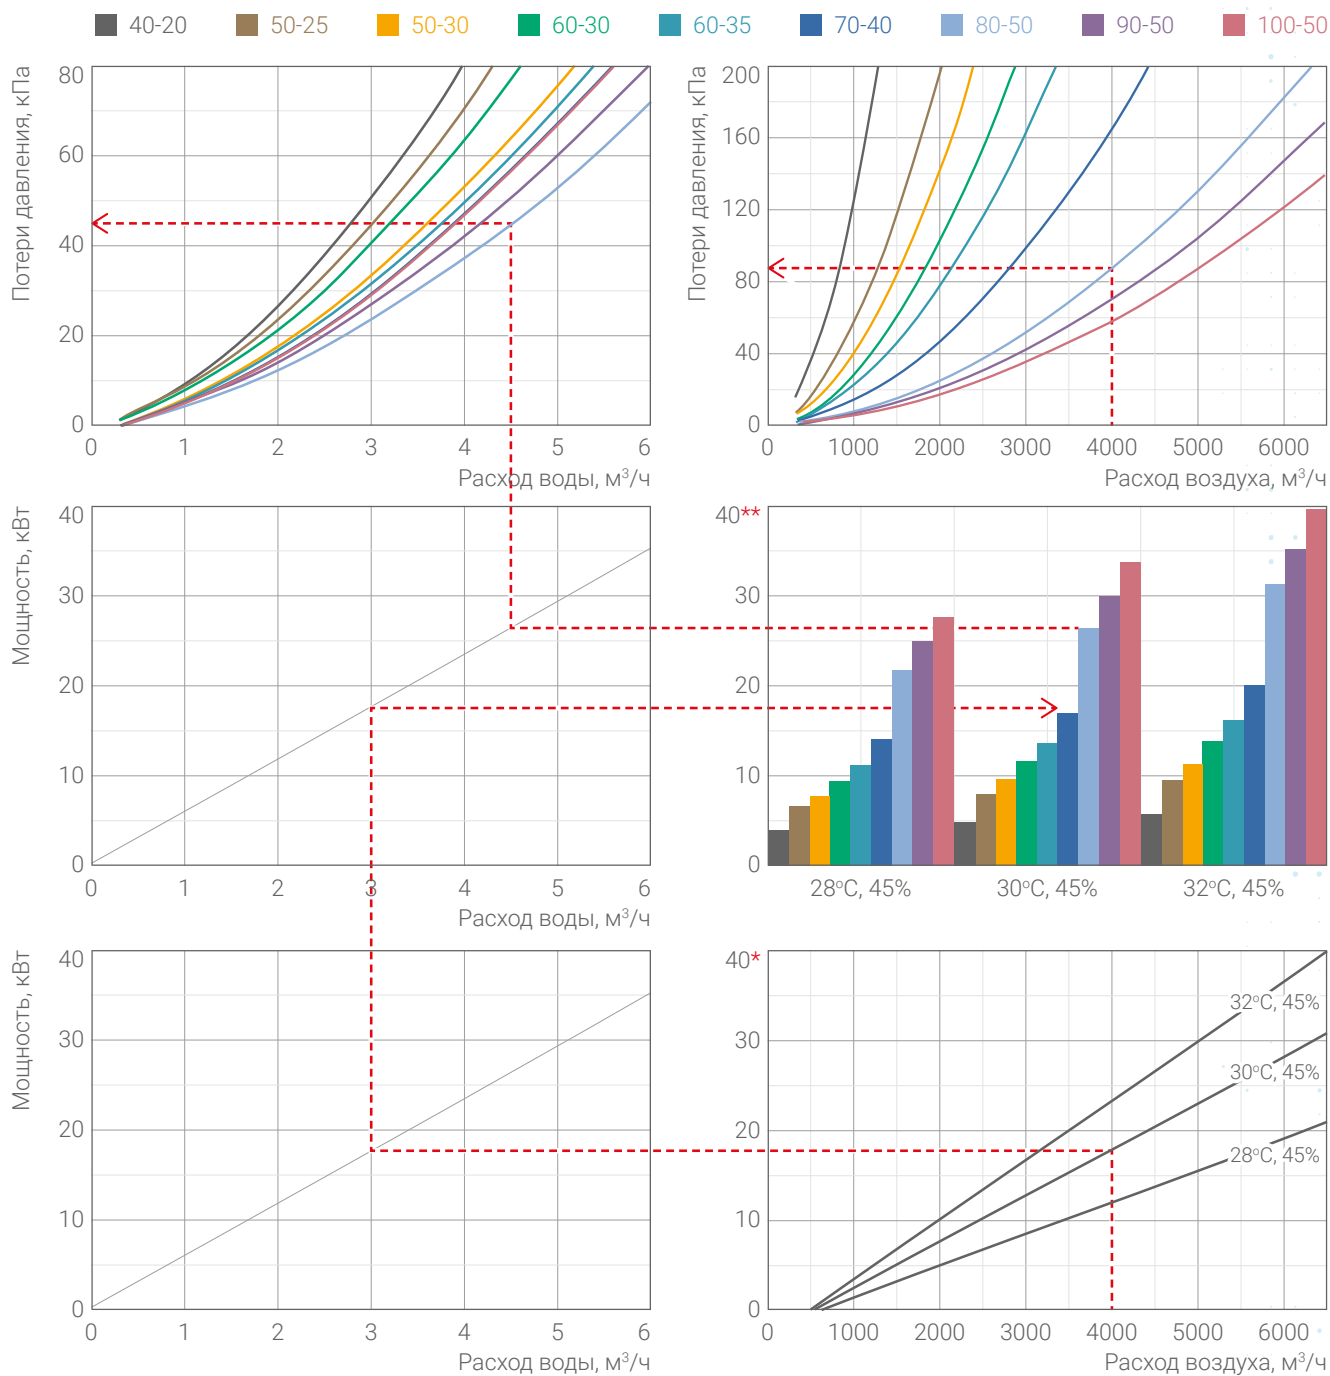 40-20 50-25 50-30 60-30 60-35 70-40 80-50 90-50 100-50
Потери давления, кПа
80
60
40
20
0
0 1 2 3 4 5 6
Расход воды, м³/ч
Потери давления, кПа
200
160
120
80
40
0
0 1000 2000 3000 4000 5000 6000
Расход воздуха, м³/ч
Мощность, кВт
40
30
20
10
0
0 1 2 3 4 5 6
Расход воды, м³/ч
40**
30
20
10
0
28°C, 45% 30°C, 45% 32°C, 45%
Мощность, кВт
40
30
20
10
0
0 1 2 3 4 5 6
Расход воды, м³/ч
40*
30
20
10
0
32°C, 45%
30°C, 45%
28°C, 45%
0 1000 2000 3000 4000 5000 6000
Расход воздуха, м³/ч